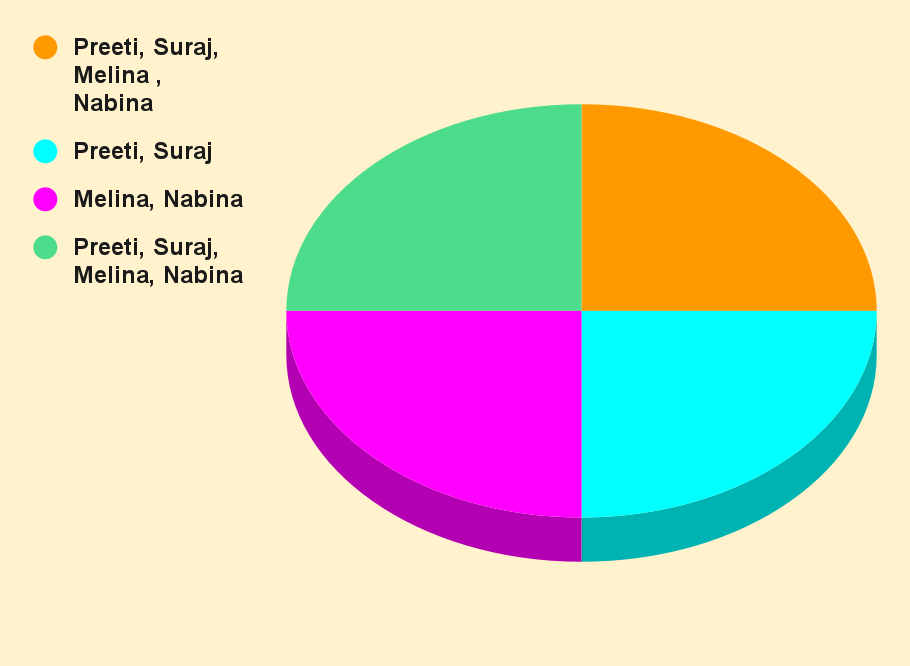 Preeti, Suraj,
Melina ,
Nabina
Preeti, Suraj
Melina, Nabina
Preeti, Suraj,
Melina, Nabina